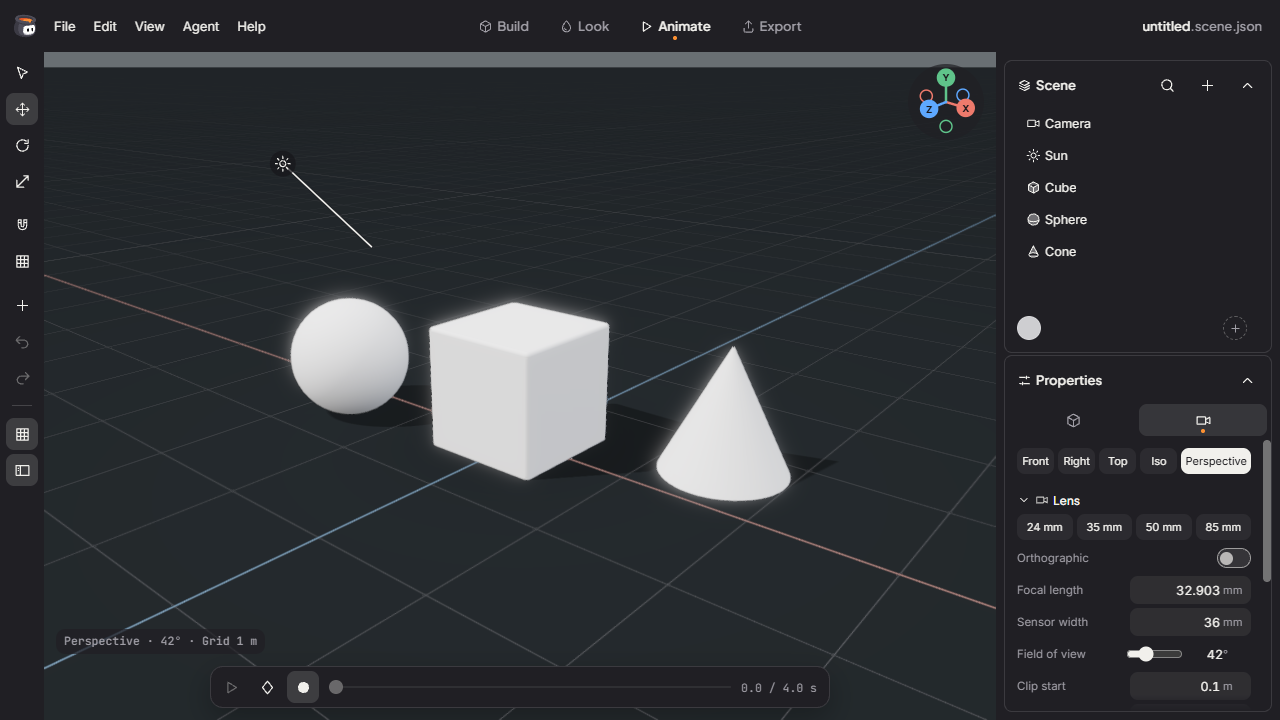 File Edit View Agent Help
Build Look Animate Export
untitled.scene.json
Y
Z X
Scene
Camera
Sun
Cube
Sphere
Cone
Properties
Front Right Top Iso Perspective
Lens
24 mm 35 mm 50 mm 85 mm
Orthographic
Focal length 32.903 mm
Sensor width 36 mm
Field of view 42°
Clip start 0.1 m
Perspective · 42° · Grid 1 m
0.0 / 4.0 s